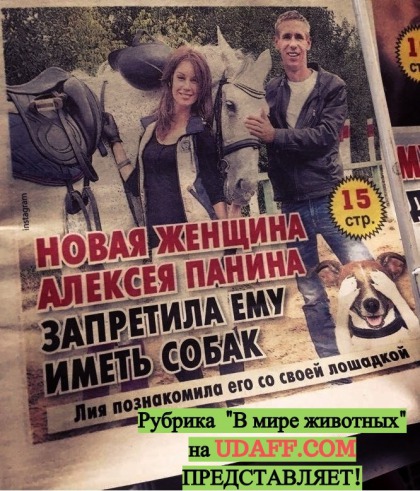 instagram
15
стр.
НОВАЯ ЖЕНЩИНА
АЛЕКСЕЯ ПАНИНА
ЗАПРЕТИЛА ЕМУ
ИМЕТЬ СОБАК
Лия познакомила его со своей лошадкой
Рубрика "В мире животных"
на UDAFF.COM
ПРЕДСТАВЛЯЕТ!